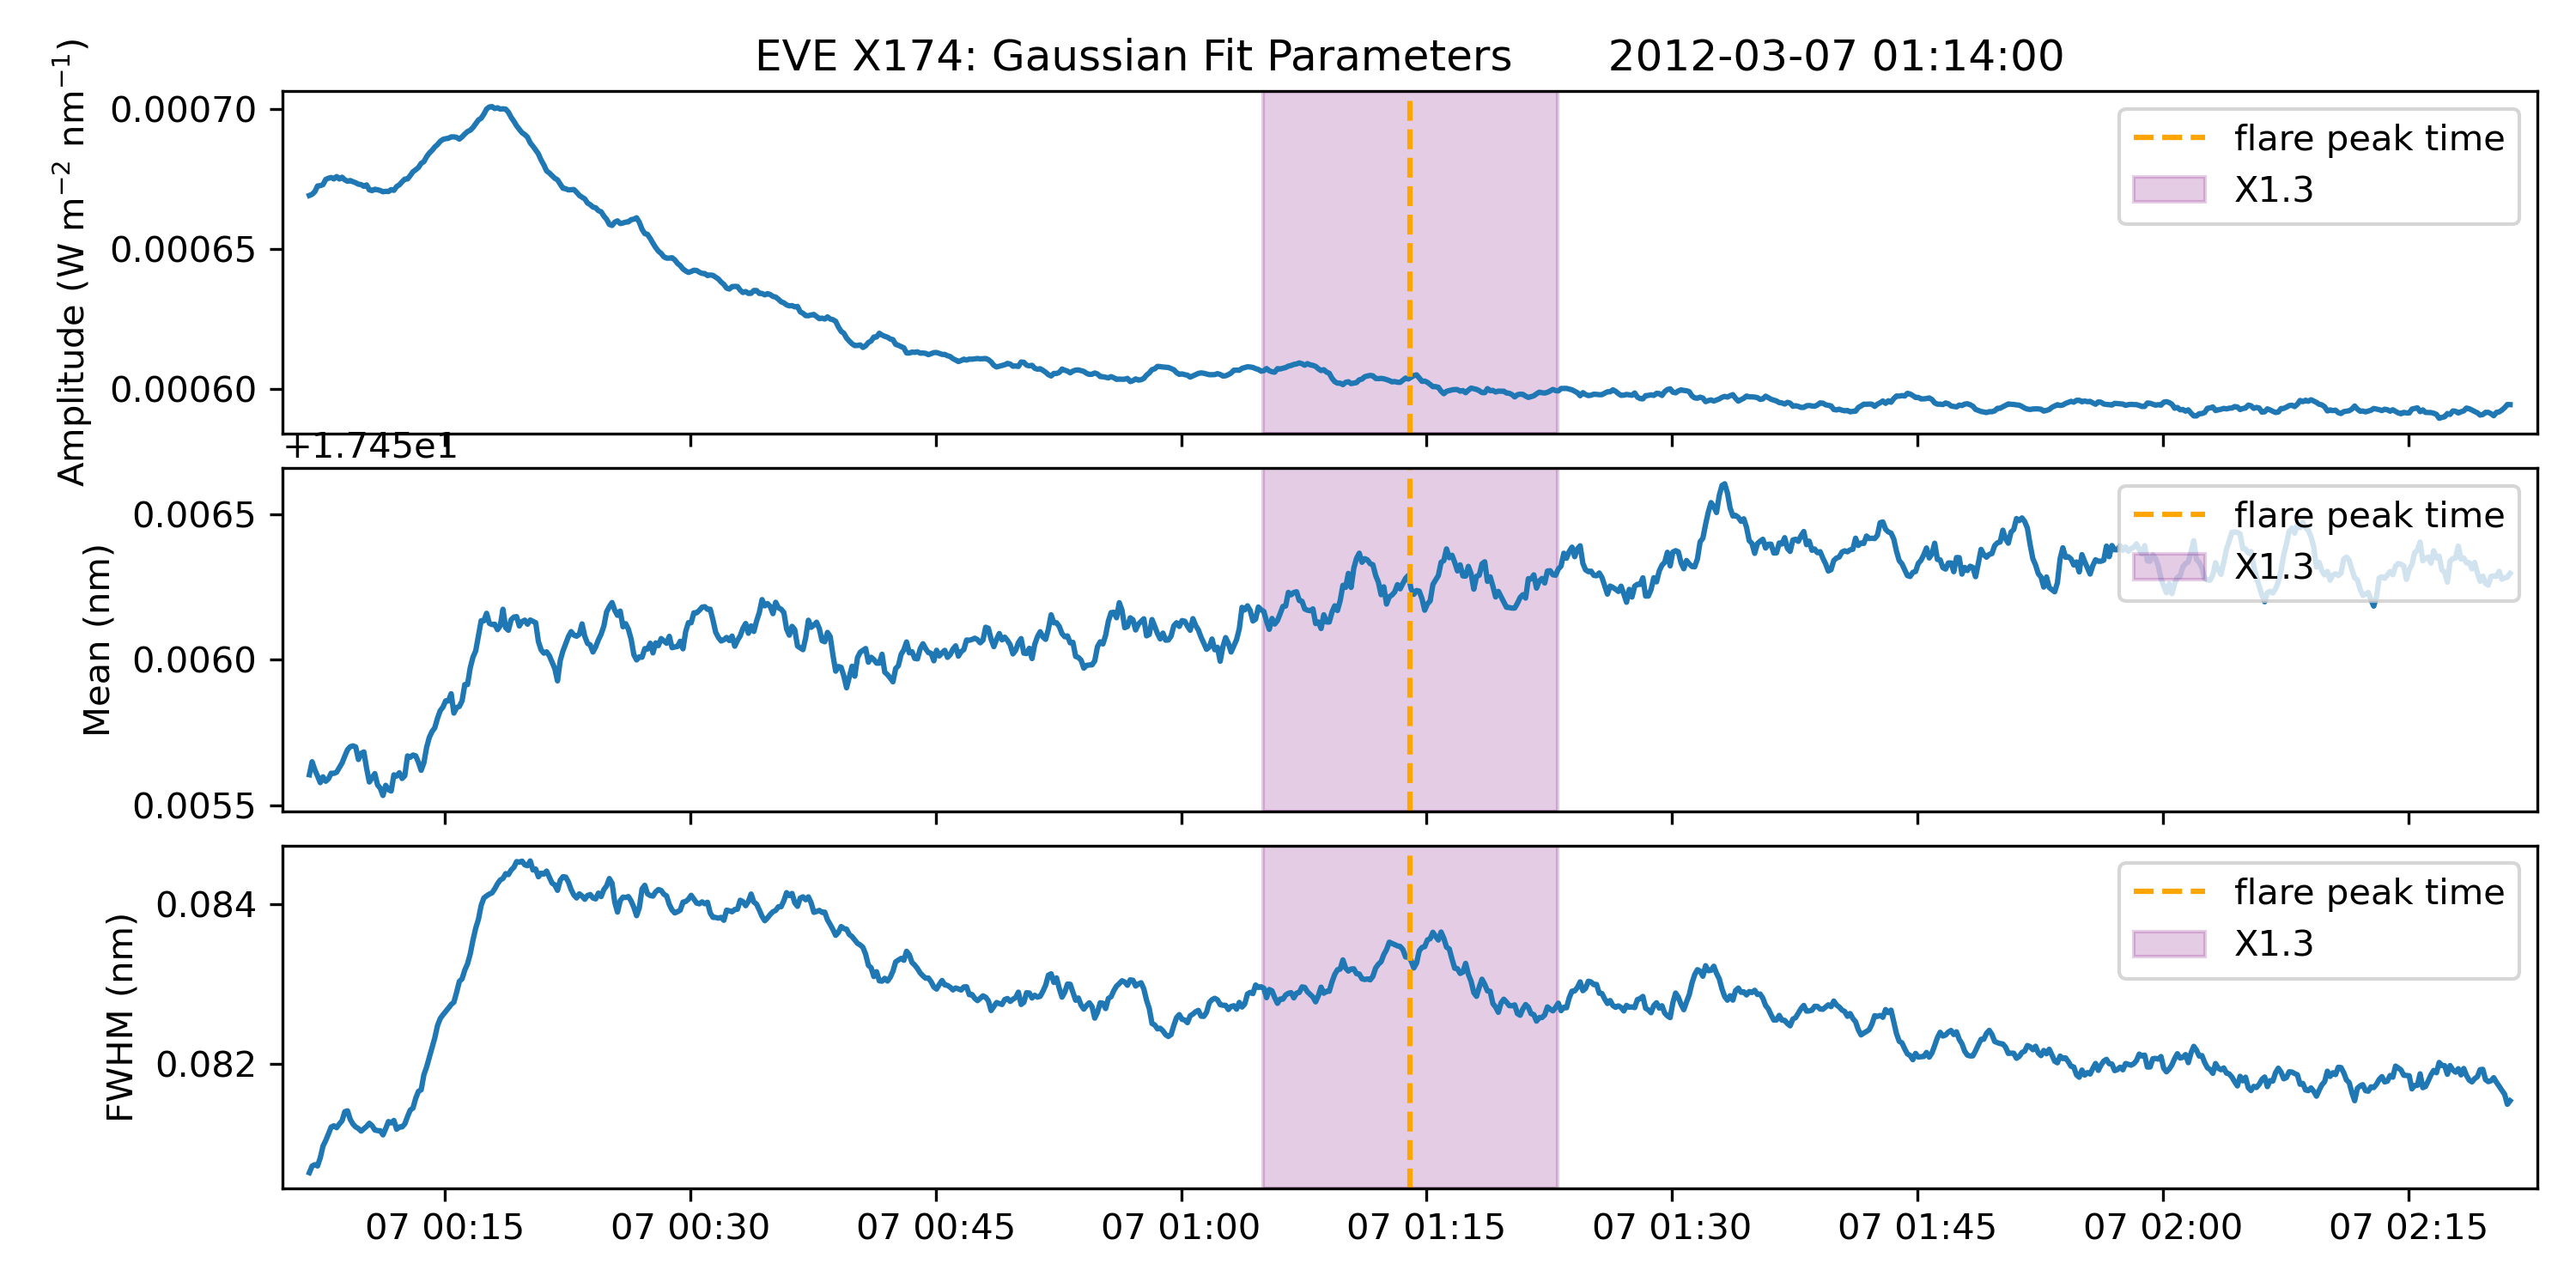 EVE X174: Gaussian Fit Parameters 2012-03-07 01:14:00
Amplitude (W m⁻² nm⁻¹)
0.00070
0.00065
0.00060
flare peak time
X1.3
+1.745e1
Mean (nm)
0.0065
0.0060
0.0055
flare peak time
X1.3
FWHM (nm)
0.084
0.082
flare peak time
X1.3
07 00:15 07 00:30 07 00:45 07 01:00 07 01:15 07 01:30 07 01:45 07 02:00 07 02:15